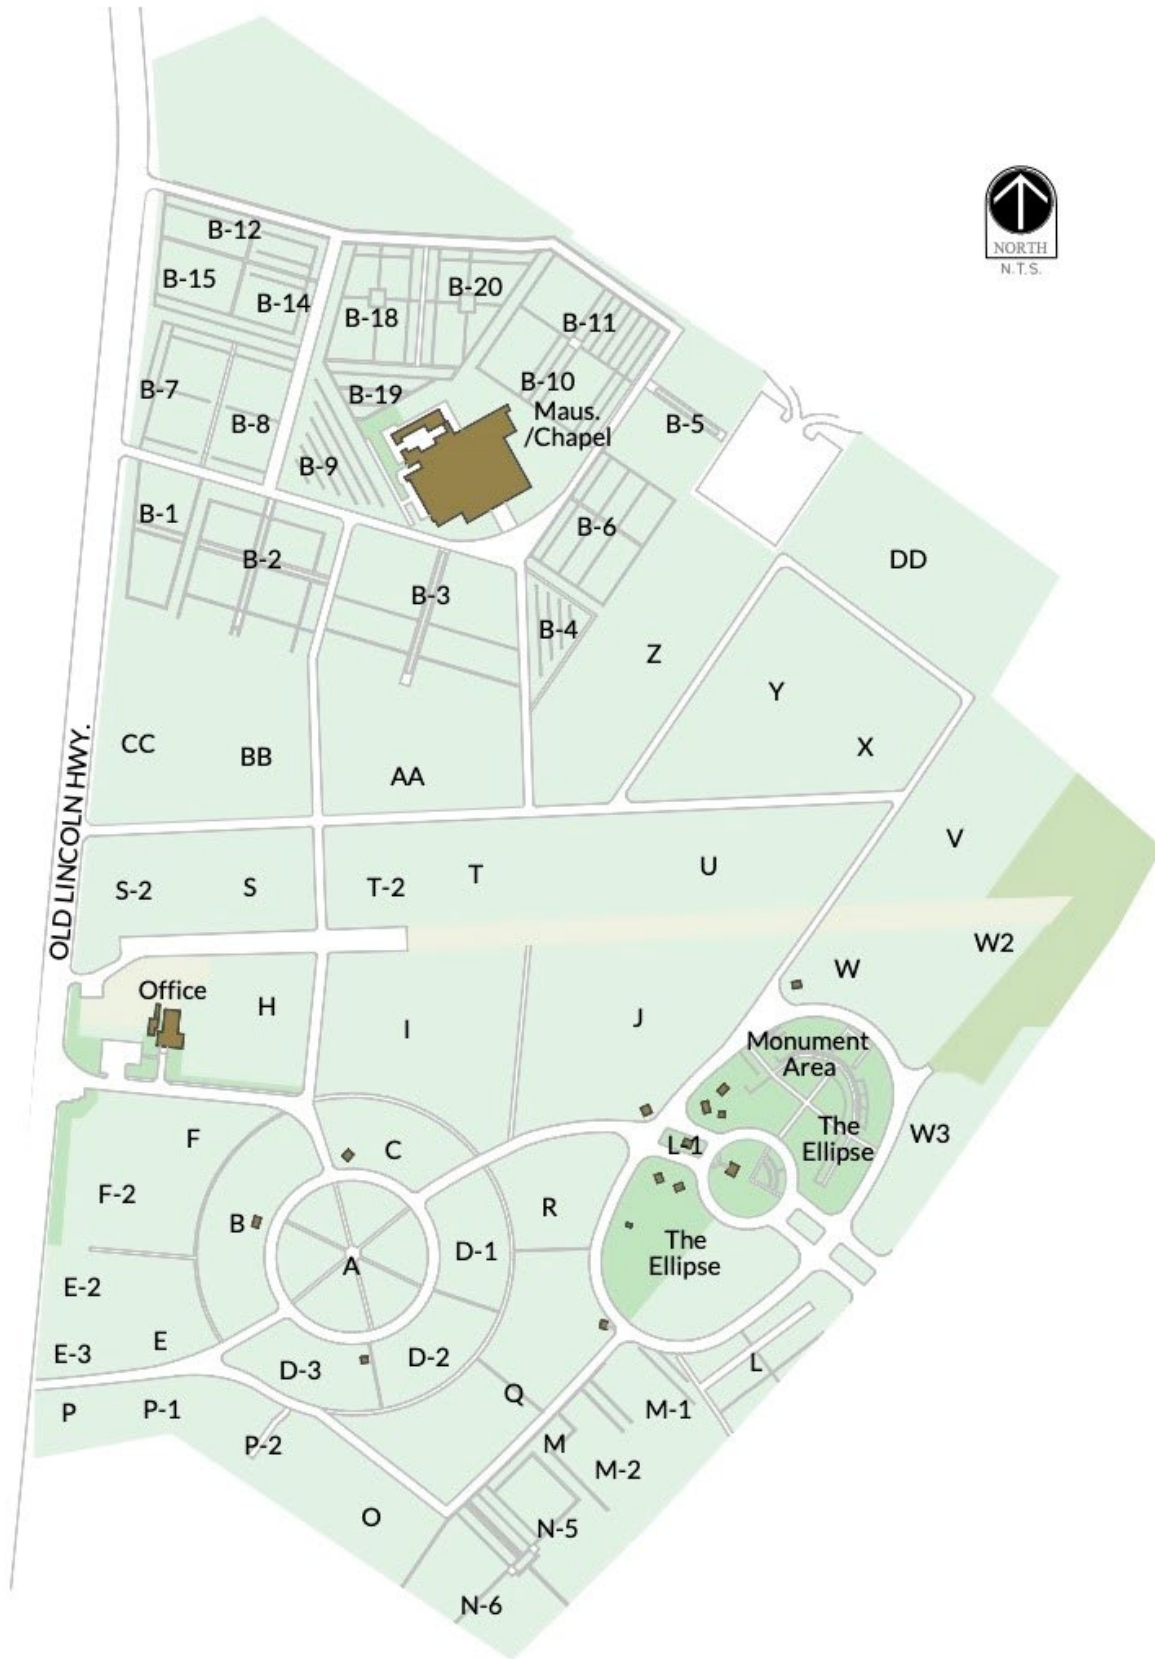 NORTH
N.T.S.
B-12
B-15
B-14
B-20
B-18
B-11
B-7
B-19
B-10
Maus.
/Chapel
B-8
B-5
B-9
B-1
B-6
B-2
DD
B-3
B-4
Z
Y
X
CC
BB
AA
OLD LINCOLN HWY.
V
S-2
S
T-2
T
U
W2
W
Office
H
I
J
Monument
Area
The
Ellipse
W3
L-1
F
C
F-2
B
R
D-1
A
The
Ellipse
E-2
E
E-3
D-3
D-2
L
P
P-1
Q
M-1
P-2
M
M-2
O
N-5
N-6